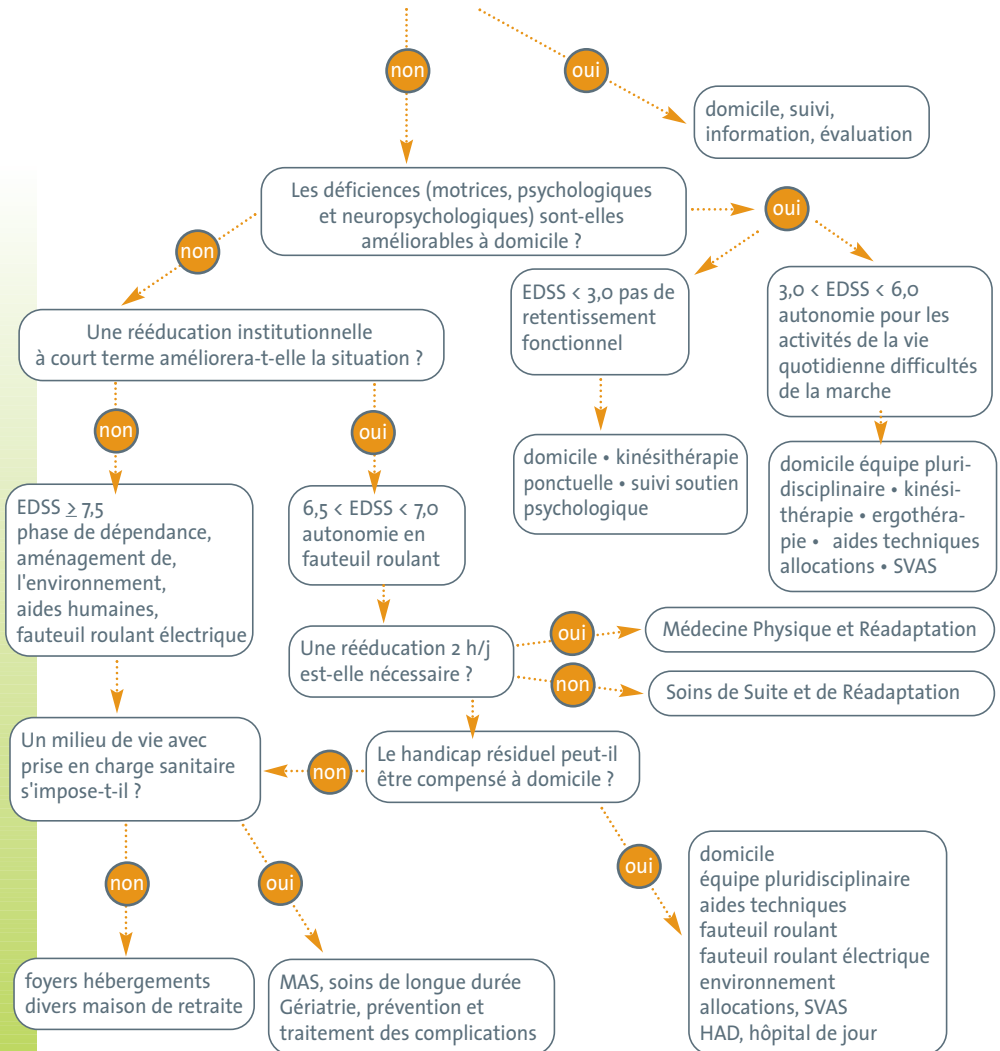 non
oui
domicile, suivi,
information, évaluation
Les déficiences (motrices, psychologiques
et neuropsychologiques) sont-elles
améliorables à domicile ?
oui
non
EDSS < 3,0 pas de
retentissement
fonctionnel
3,0 < EDSS < 6,0
autonomie pour les
activités de la vie
quotidienne difficultés
de la marche
Une rééducation institutionnelle
à court terme améliorera-t-elle la situation ?
non
oui
domicile • kinésithérapie
ponctuelle • suivi soutien
psychologique
domicile équipe pluri-
disciplinaire • kinési-
thérapie • ergothéra-
pie • aides techniques
allocations • SVAS
EDSS ≥ 7,5
phase de dépendance,
aménagement de,
l'environnement,
aides humaines,
fauteuil roulant électrique
6,5 < EDSS < 7,0
autonomie en
fauteuil roulant
Une rééducation 2 h/j
est-elle nécessaire ?
oui
Médecine Physique et Réadaptation
non
Soins de Suite et de Réadaptation
Un milieu de vie avec
prise en charge sanitaire
s'impose-t-il ?
non
Le handicap résiduel peut-il
être compensé à domicile ?
non
oui
oui
domicile
équipe pluridisciplinaire
aides techniques
fauteuil roulant
fauteuil roulant électrique
environnement
allocations, SVAS
HAD, hôpital de jour
foyers hébergements
divers maison de retraite
MAS, soins de longue durée
Gériatrie, prévention et
traitement des complications